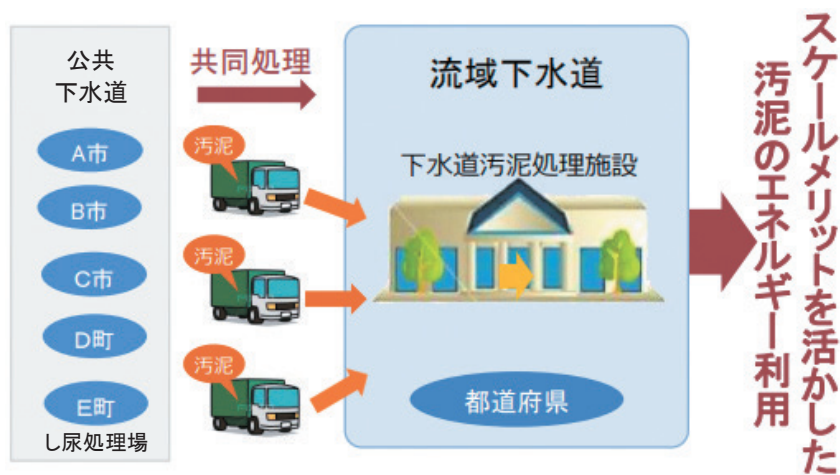 公共
下水道
A市
B市
C市
D町
E町
し尿処理場
共同処理
汚泥
汚泥
汚泥
流域下水道
下水道汚泥処理施設
都道府県
スケールメリットを活かした
汚泥のエネルギー利用